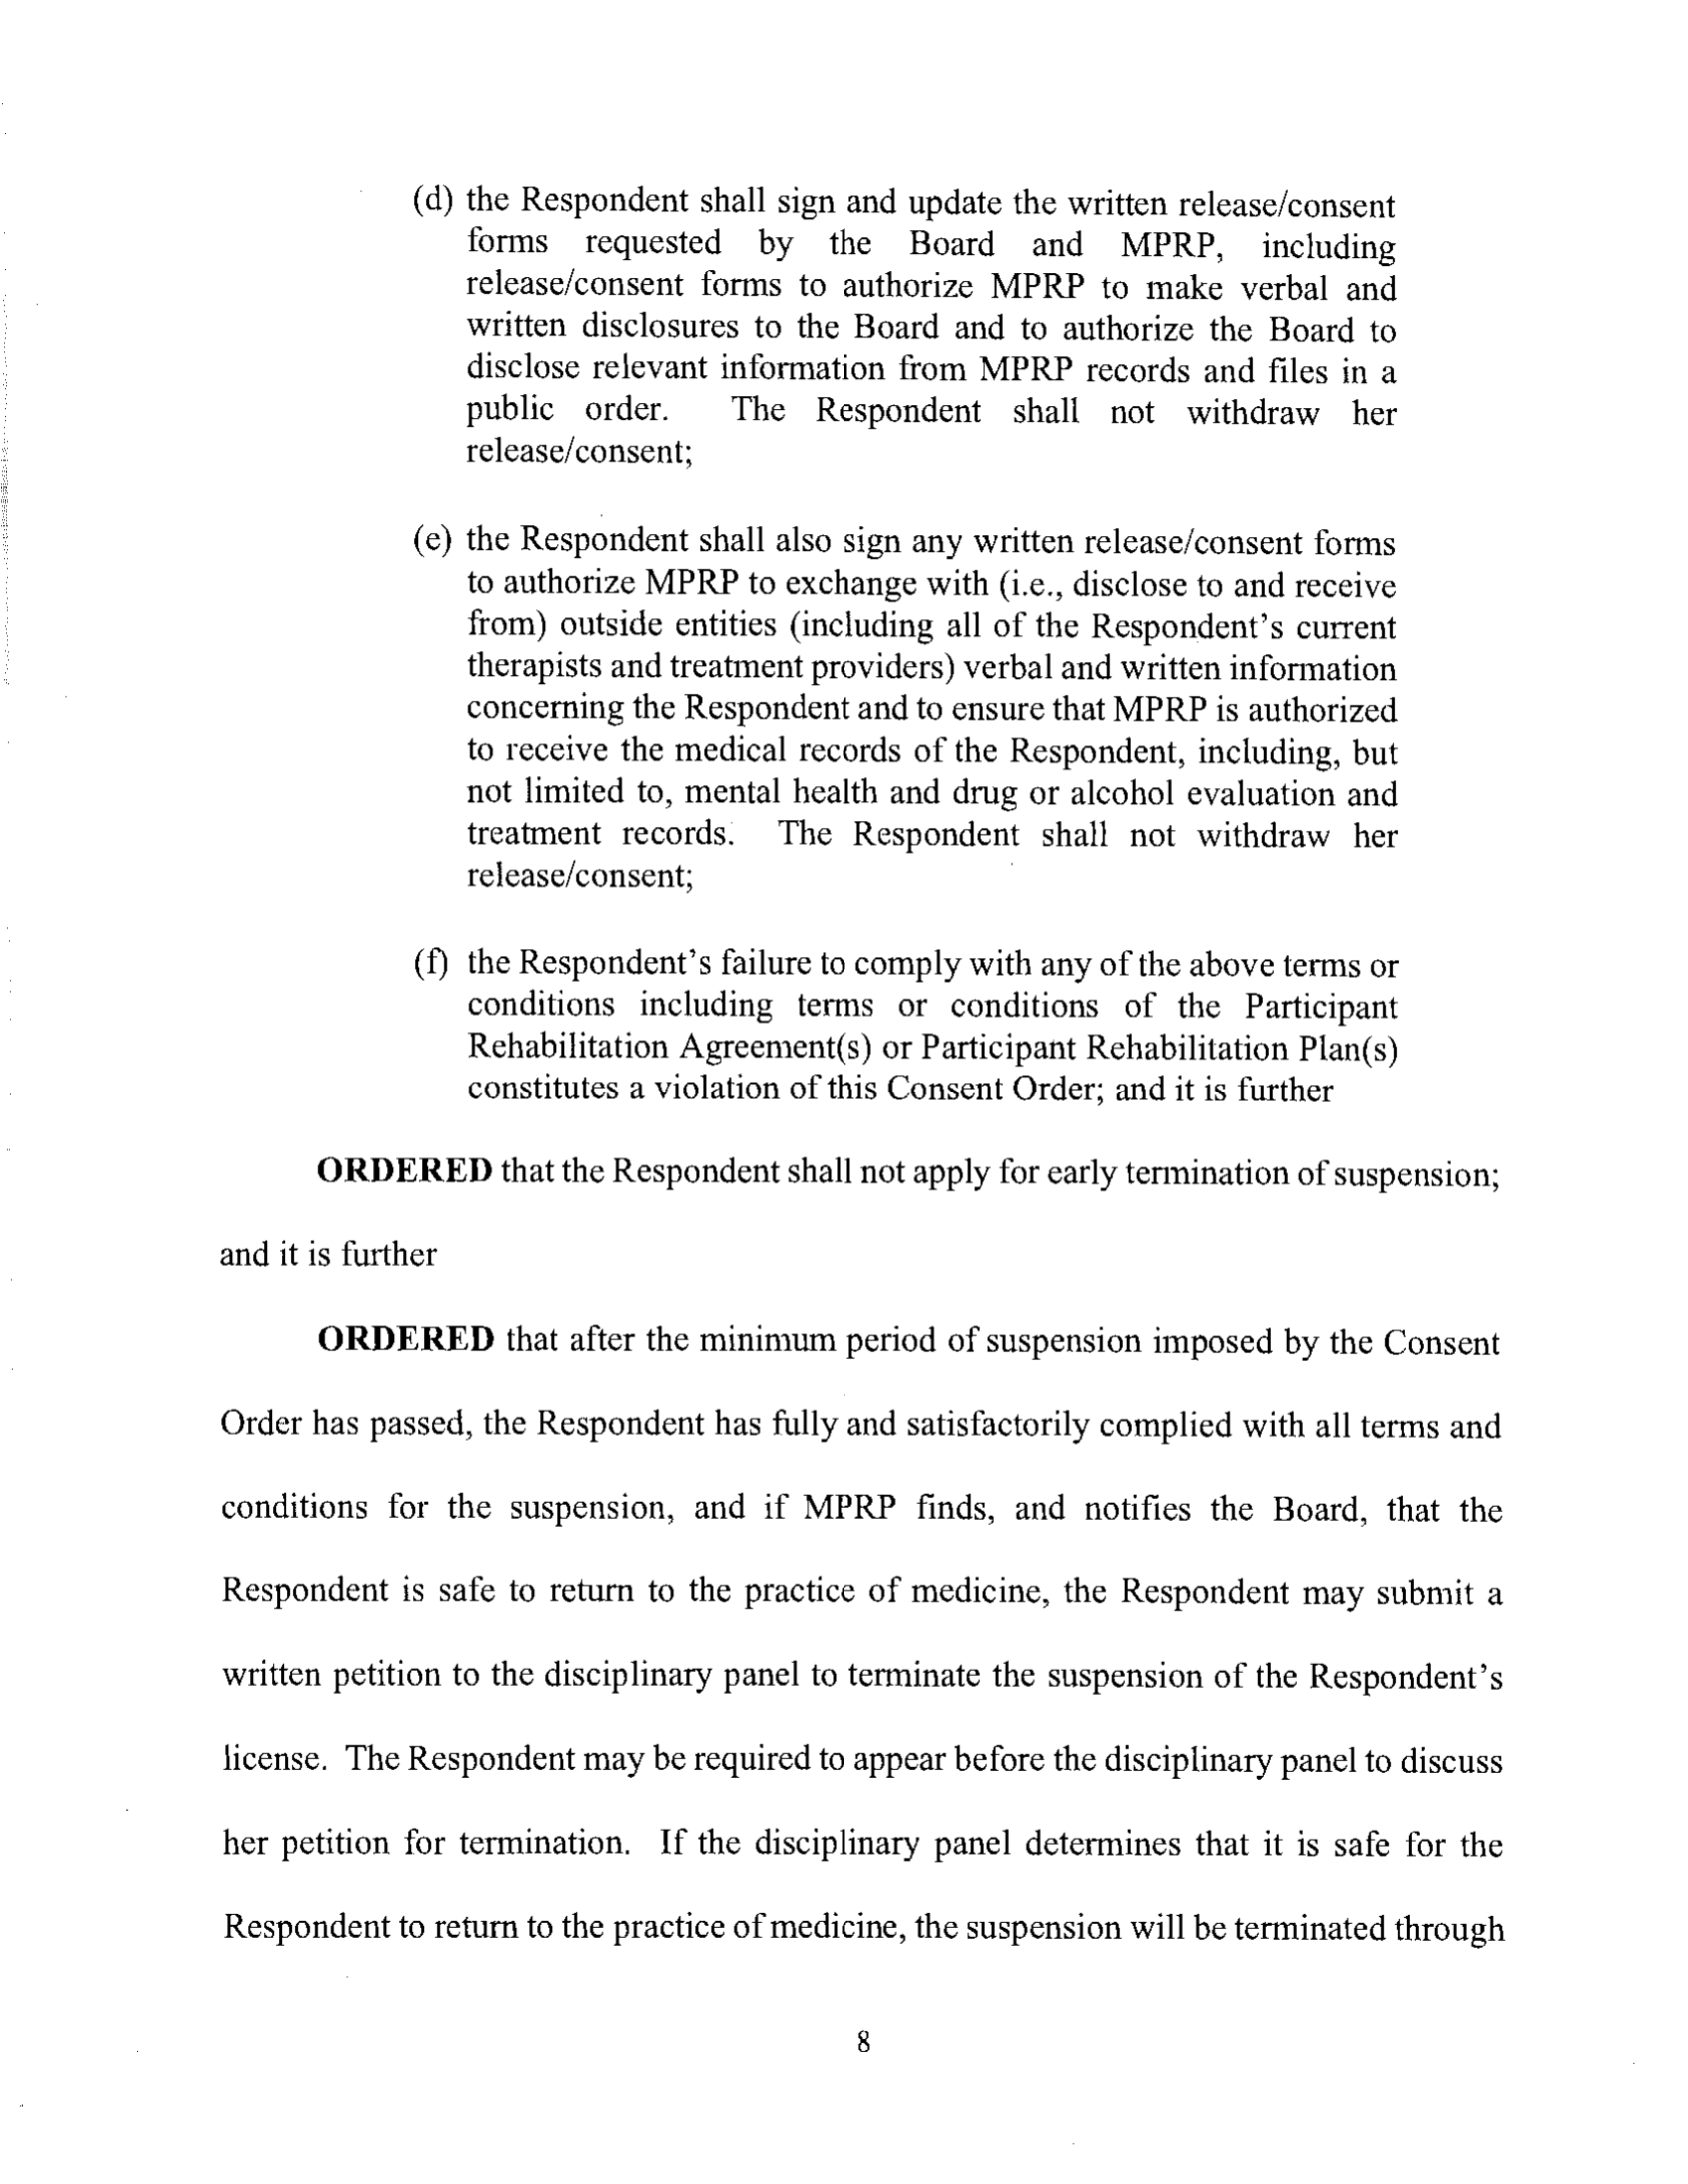 (d) the Respondent shall sign and update the written release/consent
forms requested by the Board and MPRP, including
release/consent forms to authorize MPRP to make verbal and
written disclosures to the Board and to authorize the Board to
disclose relevant information from MPRP records and files in a
public order. The Respondent shall not withdraw her
release/consent;
(e) the Respondent shall also sign any written release/consent forms
to authorize MPRP to exchange with (i.e., disclose to and receive
from) outside entities (including all of the Respondent's current
therapists and treatment providers) verbal and written information
concerning the Respondent and to ensure that MPRP is authorized
to receive the medical records of the Respondent, including, but
not limited to, mental health and drug or alcohol evaluation and
treatment records. The Respondent shall not withdraw her
release/consent;
(f) the Respondent's failure to comply with any of the above terms or
conditions including terms or conditions of the Participant
Rehabilitation Agreement(s) or Participant Rehabilitation Plan(s)
constitutes a violation of this Consent Order; and it is further
ORDERED that the Respondent shall not apply for early termination of suspension;
and it is further
ORDERED that after the minimum period of suspension imposed by the Consent
Order has passed, the Respondent has fully and satisfactorily complied with all terms and
conditions for the suspension, and if MPRP finds, and notifies the Board, that the
Respondent is safe to return to the practice of medicine, the Respondent may submit a
written petition to the disciplinary panel to terminate the suspension of the Respondent's
license. The Respondent may be required to appear before the disciplinary panel to discuss
her petition for termination. If the disciplinary panel determines that it is safe for the
Respondent to return to the practice of medicine, the suspension will be terminated through
8